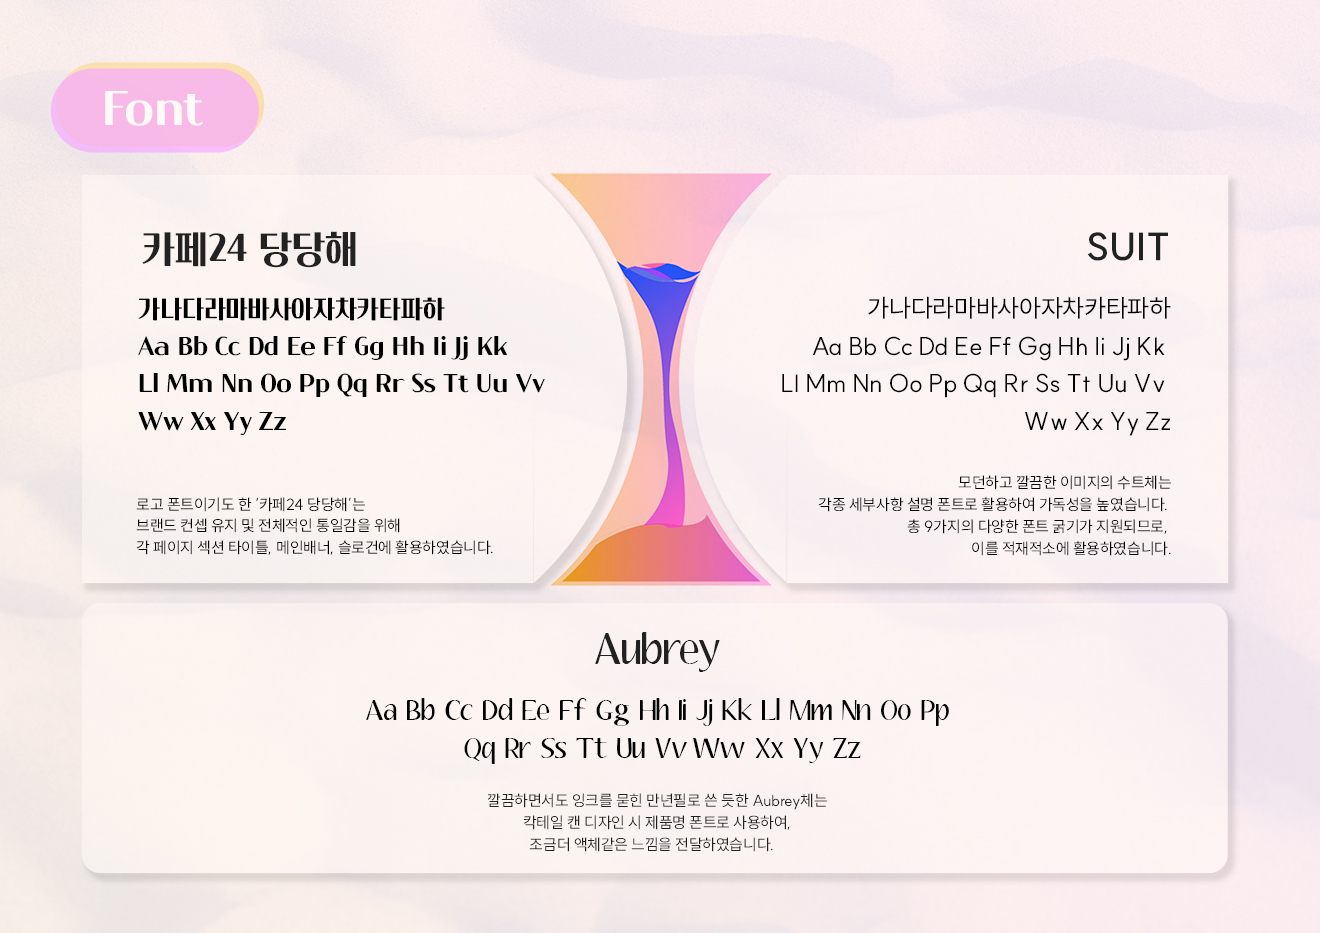 Font
카페24 당당해
가나다라마바사아자차카타파하
Aa Bb Cc Dd Ee Ff Gg Hh Ii Jj Kk
Ll Mm Nn Oo Pp Qq Rr Ss Tt Uu Vv
Ww Xx Yy Zz
로고 폰트이기도 한 ‘카페24 당당해’는
브랜드 컨셉 유지 및 전체적인 통일감을 위해
각 페이지 섹션 타이틀, 메인배너, 슬로건에 활용하였습니다.
SUIT
가나다라마바사아자차카타파하
Aa Bb Cc Dd Ee Ff Gg Hh Ii Jj Kk
Ll Mm Nn Oo Pp Qq Rr Ss Tt Uu Vv
Ww Xx Yy Zz
모던하고 깔끔한 이미지의 수트체는
각종 세부사항 설명 폰트로 활용하여 가독성을 높였습니다.
총 9가지의 다양한 폰트 굵기가 지원되므로,
이를 적재적소에 활용하였습니다.
Aubrey
Aa Bb Cc Dd Ee Ff Gg Hh Ii Jj Kk Ll Mm Nn Oo Pp
Qq Rr Ss Tt Uu Vv Ww Xx Yy Zz
깔끔하면서도 잉크를 묻힌 만년필로 쓴 듯한 Aubrey체는
칵테일 캔 디자인 시 제품명 폰트로 사용하여,
조금더 액체같은 느낌을 전달하였습니다.